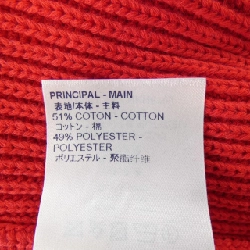 PRINCIPAL - MAIN
表地/本体・主料
51% COTON - COTTON
コットン - 棉
49% POLYESTER -
POLYESTER
ポリエステル - 聚脂纤维